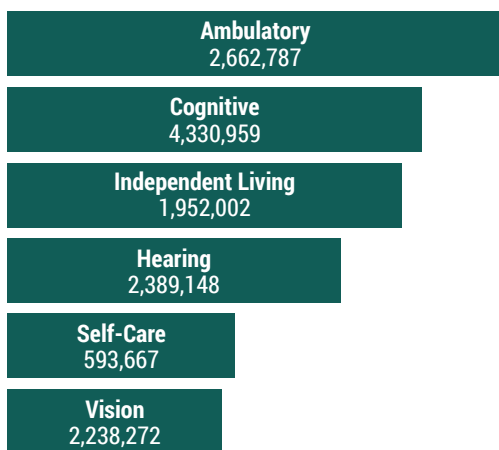 Ambulatory
2,662,787
Cognitive
4,330,959
Independent Living
1,952,002
Hearing
2,389,148
Self-Care
593,667
Vision
2,238,272